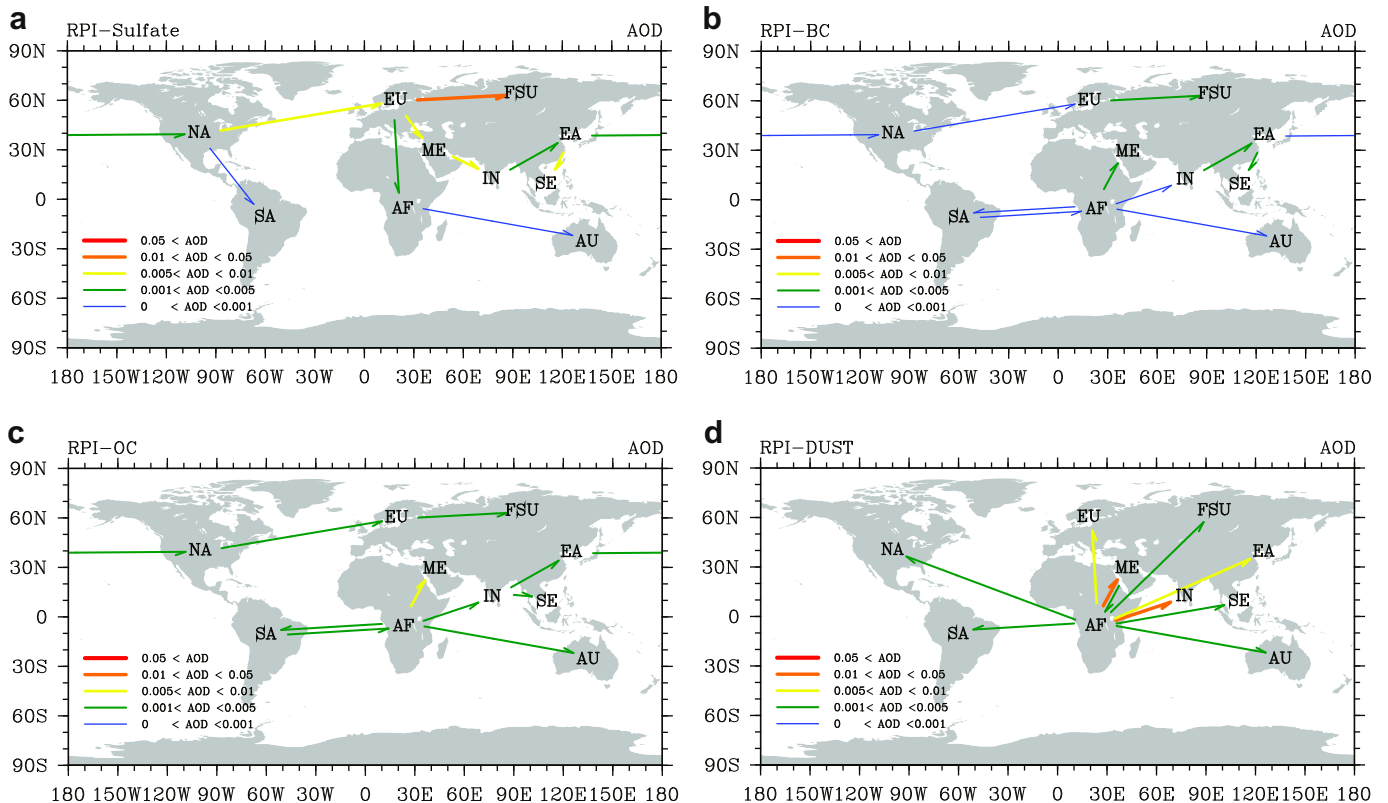 a
RPI-Sulfate AOD
90N
60N
30N
0
30S
60S
90S
NA
EU
FSU
EA
ME
IN
SE
AF
SA
AU
0.05 < AOD
0.01 < AOD < 0.05
0.005< AOD < 0.01
0.001< AOD <0.005
0 < AOD <0.001
180 150W 120W 90W 60W 30W 0 30E 60E 90E 120E 150E 180
b
RPI-BC AOD
90N
60N
30N
0
30S
60S
90S
NA
EU
FSU
EA
ME
IN
SE
AF
SA
AU
0.05 < AOD
0.01 < AOD < 0.05
0.005< AOD < 0.01
0.001< AOD <0.005
0 < AOD <0.001
180 150W 120W 90W 60W 30W 0 30E 60E 90E 120E 150E 180
c
RPI-OC AOD
90N
60N
30N
0
30S
60S
90S
NA
EU
FSU
EA
ME
IN
SE
AF
SA
AU
0.05 < AOD
0.01 < AOD < 0.05
0.005< AOD < 0.01
0.001< AOD <0.005
0 < AOD <0.001
180 150W 120W 90W 60W 30W 0 30E 60E 90E 120E 150E 180
d
RPI-DUST AOD
90N
60N
30N
0
30S
60S
90S
NA
EU
FSU
EA
ME
IN
SE
AF
SA
AU
0.05 < AOD
0.01 < AOD < 0.05
0.005< AOD < 0.01
0.001< AOD <0.005
0 < AOD <0.001
180 150W 120W 90W 60W 30W 0 30E 60E 90E 120E 150E 180